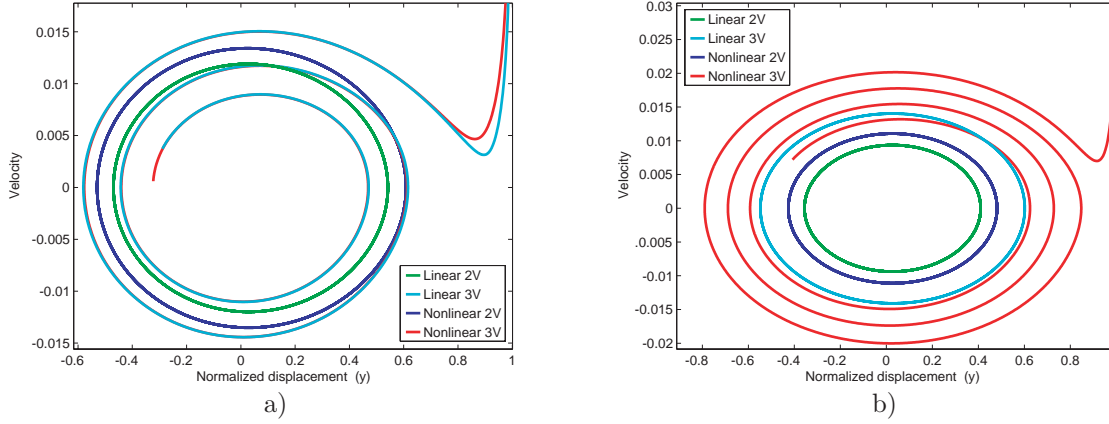 0.015
0.01
0.005
0
-0.005
-0.01
-0.015
Velocity
-0.6
-0.4
-0.2
0
0.2
0.4
0.6
0.8
1
Normalized displacement (y)
Linear 2V
Linear 3V
Nonlinear 2V
Nonlinear 3V
a)
0.03
0.025
0.02
0.015
0.01
0.005
0
0.005
-0.01
0.015
-0.02
Velocity
-0.8
-0.6
-0.4
-0.2
0
0.2
0.4
0.6
0.8
Normalized displacement (y)
Linear 2V
Linear 3V
Nonlinear 2V
Nonlinear 3V
b)